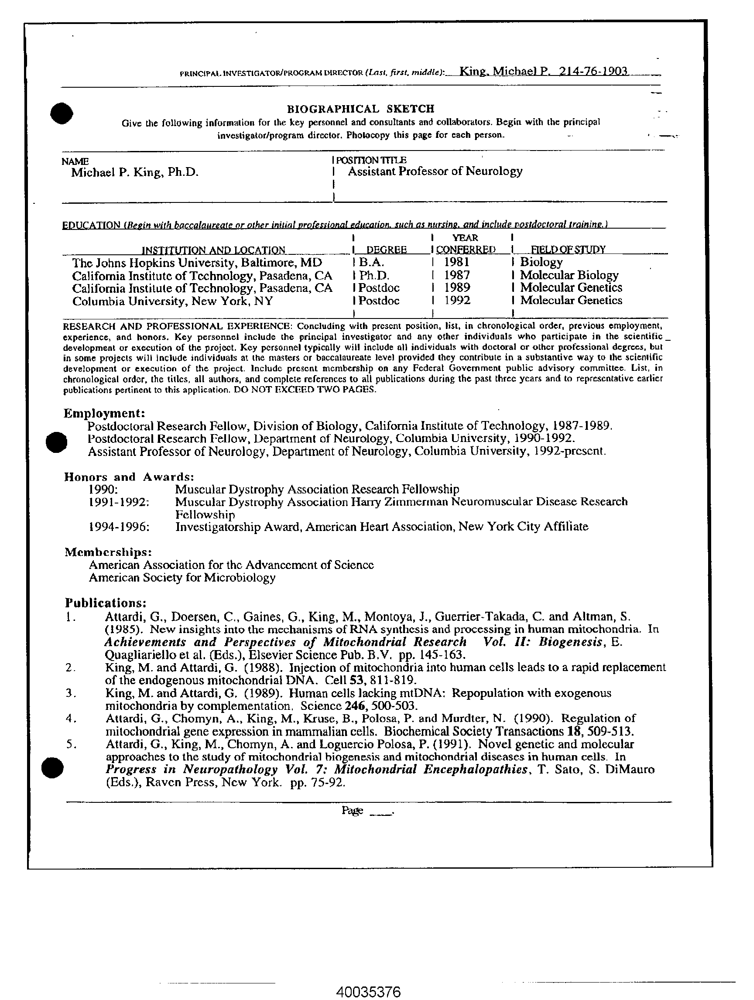 PRINCIPAL INVESTIGATOR/PROGRAM DIRECTOR (Last, first, middle): King, Michael P. 214-76-1903
BIOGRAPHICAL SKETCH
Give the following information for the key personnel and consultants and collaborators. Begin with the principal
investigator/program director. Photocopy this page for each person.
NAME POSITION TITLE
Michael P. King, Ph.D. Assistant Professor of Neurology
EDUCATION (Begin with baccalaureate or other initial professional education, such as nursing, and include postdoctoral training.)
YEAR
INSTITUTION AND LOCATION DEGREE CONFERRED FIELD OF STUDY
The Johns Hopkins University, Baltimore, MD B.A. 1981 Biology
California Institute of Technology, Pasadena, CA Ph.D. 1987 Molecular Biology
California Institute of Technology, Pasadena, CA Postdoc 1989 Molecular Genetics
Columbia University, New York, NY Postdoc 1992 Molecular Genetics
RESEARCH AND PROFESSIONAL EXPERIENCE: Concluding with present position, list, in chronological order, previous employment,
experience, and honors. Key personnel include the principal investigator and any other individuals who participate in the scientific
development or execution of the project. Key personnel typically will include all individuals with doctoral or other professional degrees, but
in some projects will include individuals at the masters or baccalaureate level provided they contribute in a substantive way to the scientific
development or execution of the project. Include present membership on any Federal Government public advisory committee. List, in
chronological order, the titles, all authors, and complete references to all publications during the past three years and to representative earlier
publications pertinent to this application. DO NOT EXCEED TWO PAGES.
Employment:
Postdoctoral Research Fellow, Division of Biology, California Institute of Technology, 1987-1989.
Postdoctoral Research Fellow, Department of Neurology, Columbia University, 1990-1992.
Assistant Professor of Neurology, Department of Neurology, Columbia University, 1992-present.
Honors and Awards:
1990: Muscular Dystrophy Association Research Fellowship
1991-1992: Muscular Dystrophy Association Harry Zimmerman Neuromuscular Disease Research
Fellowship
1994-1996: Investigatorship Award, American Heart Association, New York City Affiliate
Memberships:
American Association for the Advancement of Science
American Society for Microbiology
Publications:
1. Attardi, G., Doersen, C., Gaines, G., King, M., Montoya, J., Guerrier-Takada, C. and Altman, S.
(1985). New insights into the mechanisms of RNA synthesis and processing in human mitochondria. In
Achievements and Perspectives of Mitochondrial Research Vol. II: Biogenesis, E.
Quagliariello et al. (Eds.), Elsevier Science Pub. B.V. pp. 145-163.
2. King, M. and Attardi, G. (1988). Injection of mitochondria into human cells leads to a rapid replacement
of the endogenous mitochondrial DNA. Cell 53, 811-819.
3. King, M. and Attardi, G. (1989). Human cells lacking mtDNA: Repopulation with exogenous
mitochondria by complementation. Science 246, 500-503.
4. Attardi, G., Chomyn, A., King, M., Kruse, B., Polosa, P. and Murdter, N. (1990). Regulation of
mitochondrial gene expression in mammalian cells. Biochemical Society Transactions 18, 509-513.
5. Attardi, G., King, M., Chomyn, A. and Loguercio Polosa, P. (1991). Novel genetic and molecular
approaches to the study of mitochondrial biogenesis and mitochondrial diseases in human cells. In
Progress in Neuropathology Vol. 7: Mitochondrial Encephalopathies, T. Sato, S. DiMauro
(Eds.), Raven Press, New York. pp. 75-92.
Page ___.
40035376